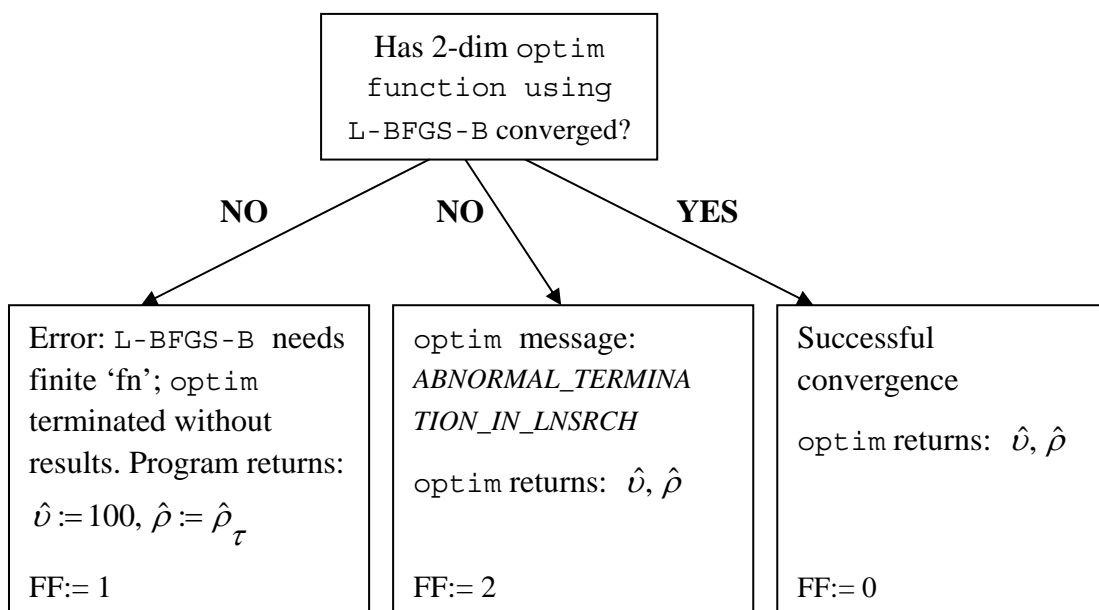 Has 2-dim optim
function using
L-BFGS-B converged?
NO
NO
YES
Error: L-BFGS-B needs
finite ‘fn’; optim
terminated without
results. Program returns:
υ̂ := 100, ρ̂ := ρ̂_τ
FF:= 1
optim message:
ABNORMAL_TERMINA
TION_IN_LNSRCH
optim returns: υ̂, ρ̂
FF:= 2
Successful
convergence
optim returns: υ̂, ρ̂
FF:= 0